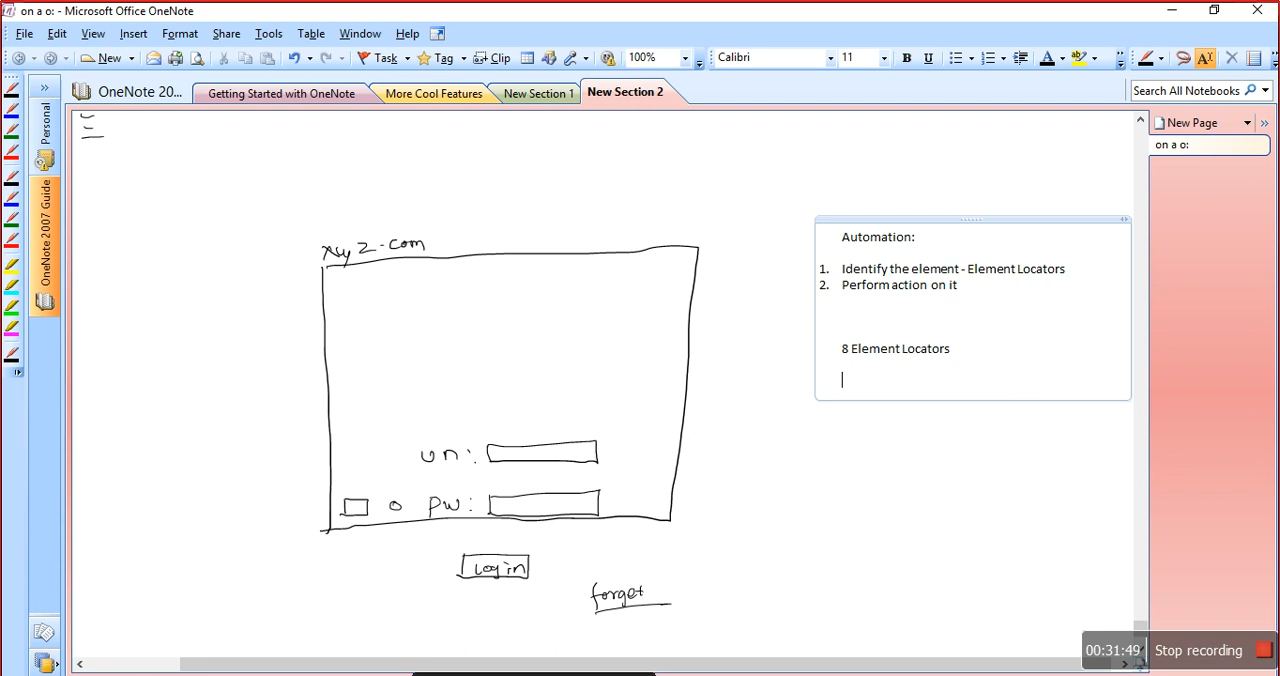 on a o: - Microsoft Office OneNote
File Edit View Insert Format Share Tools Table Window Help
New Task Tag Clip 100% Calibri 11 B I U A ab
OneNote 20... Getting Started with OneNote More Cool Features New Section 1 New Section 2 Search All Notebooks
New Page
on a o:
Personal
OneNote 2007 Guide
xyz.com
un:
pw:
Login
forget
Automation:
1. Identify the element - Element Locators
2. Perform action on it
8 Element Locators
00:31:49 Stop recording